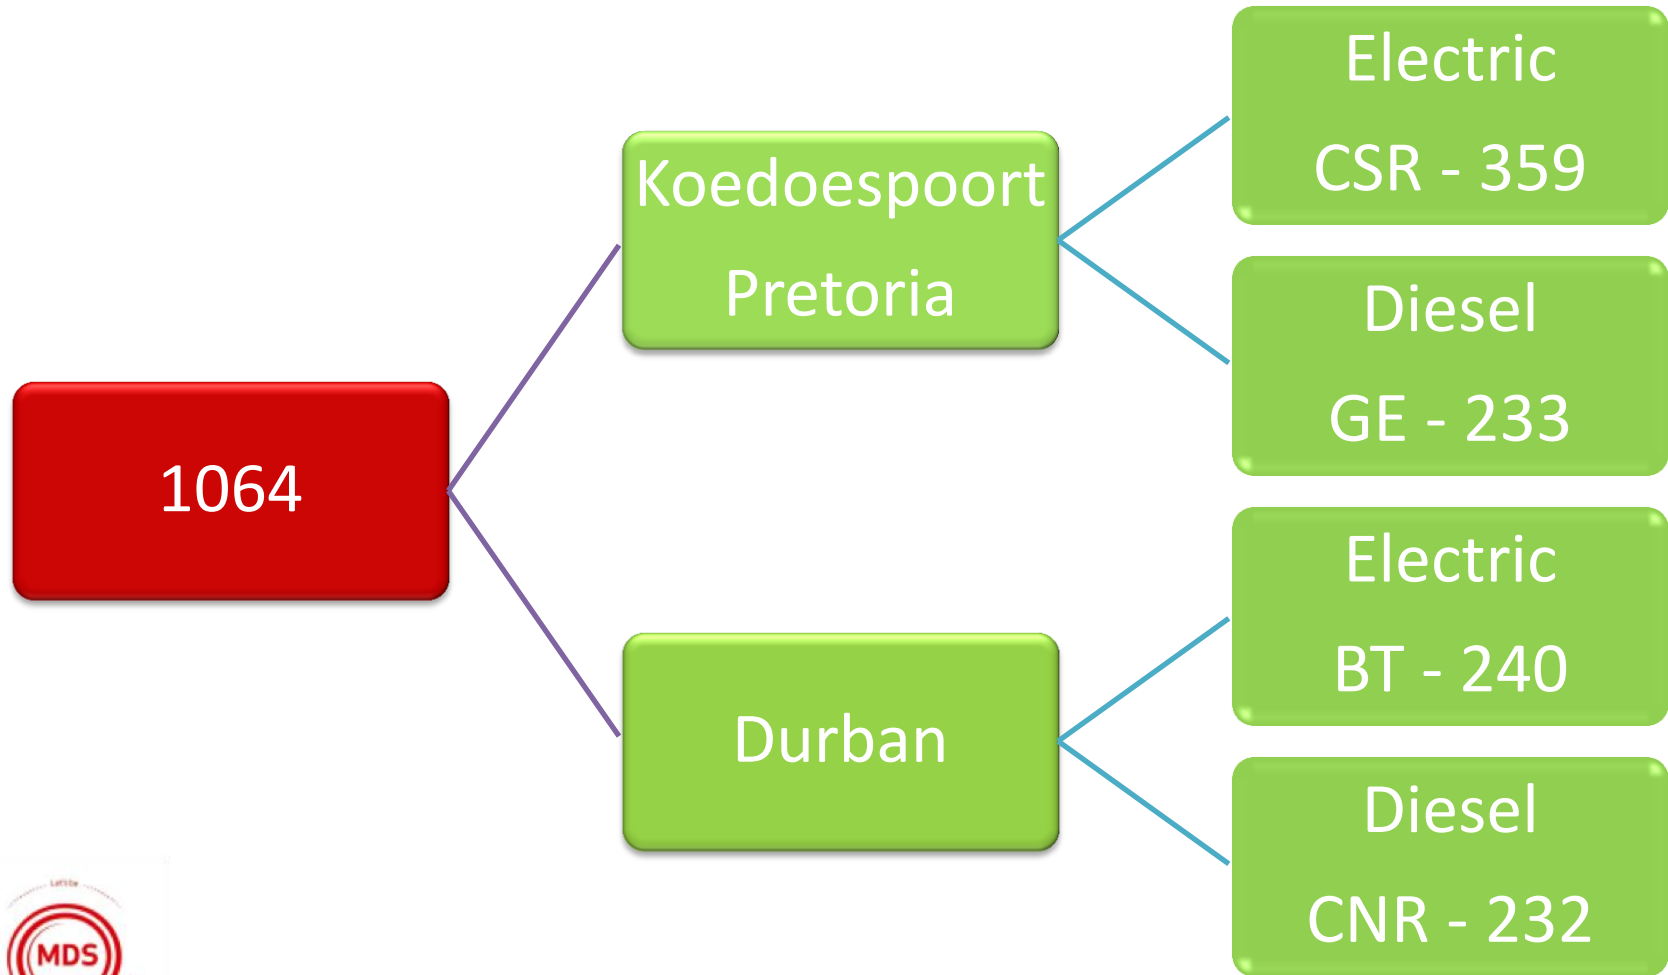 1064
Koedoespoort
Pretoria
Durban
Electric
CSR - 359
Diesel
GE - 233
Electric
BT - 240
Diesel
CNR - 232
MDS